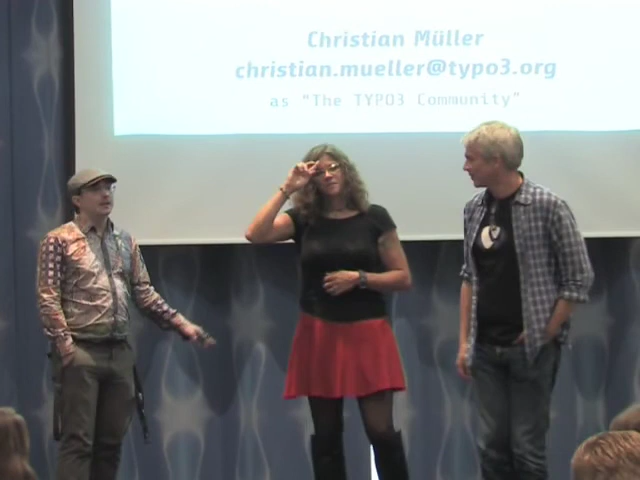 Christian Müller
christian.mueller@typo3.org
as "The TYPO3 Community"